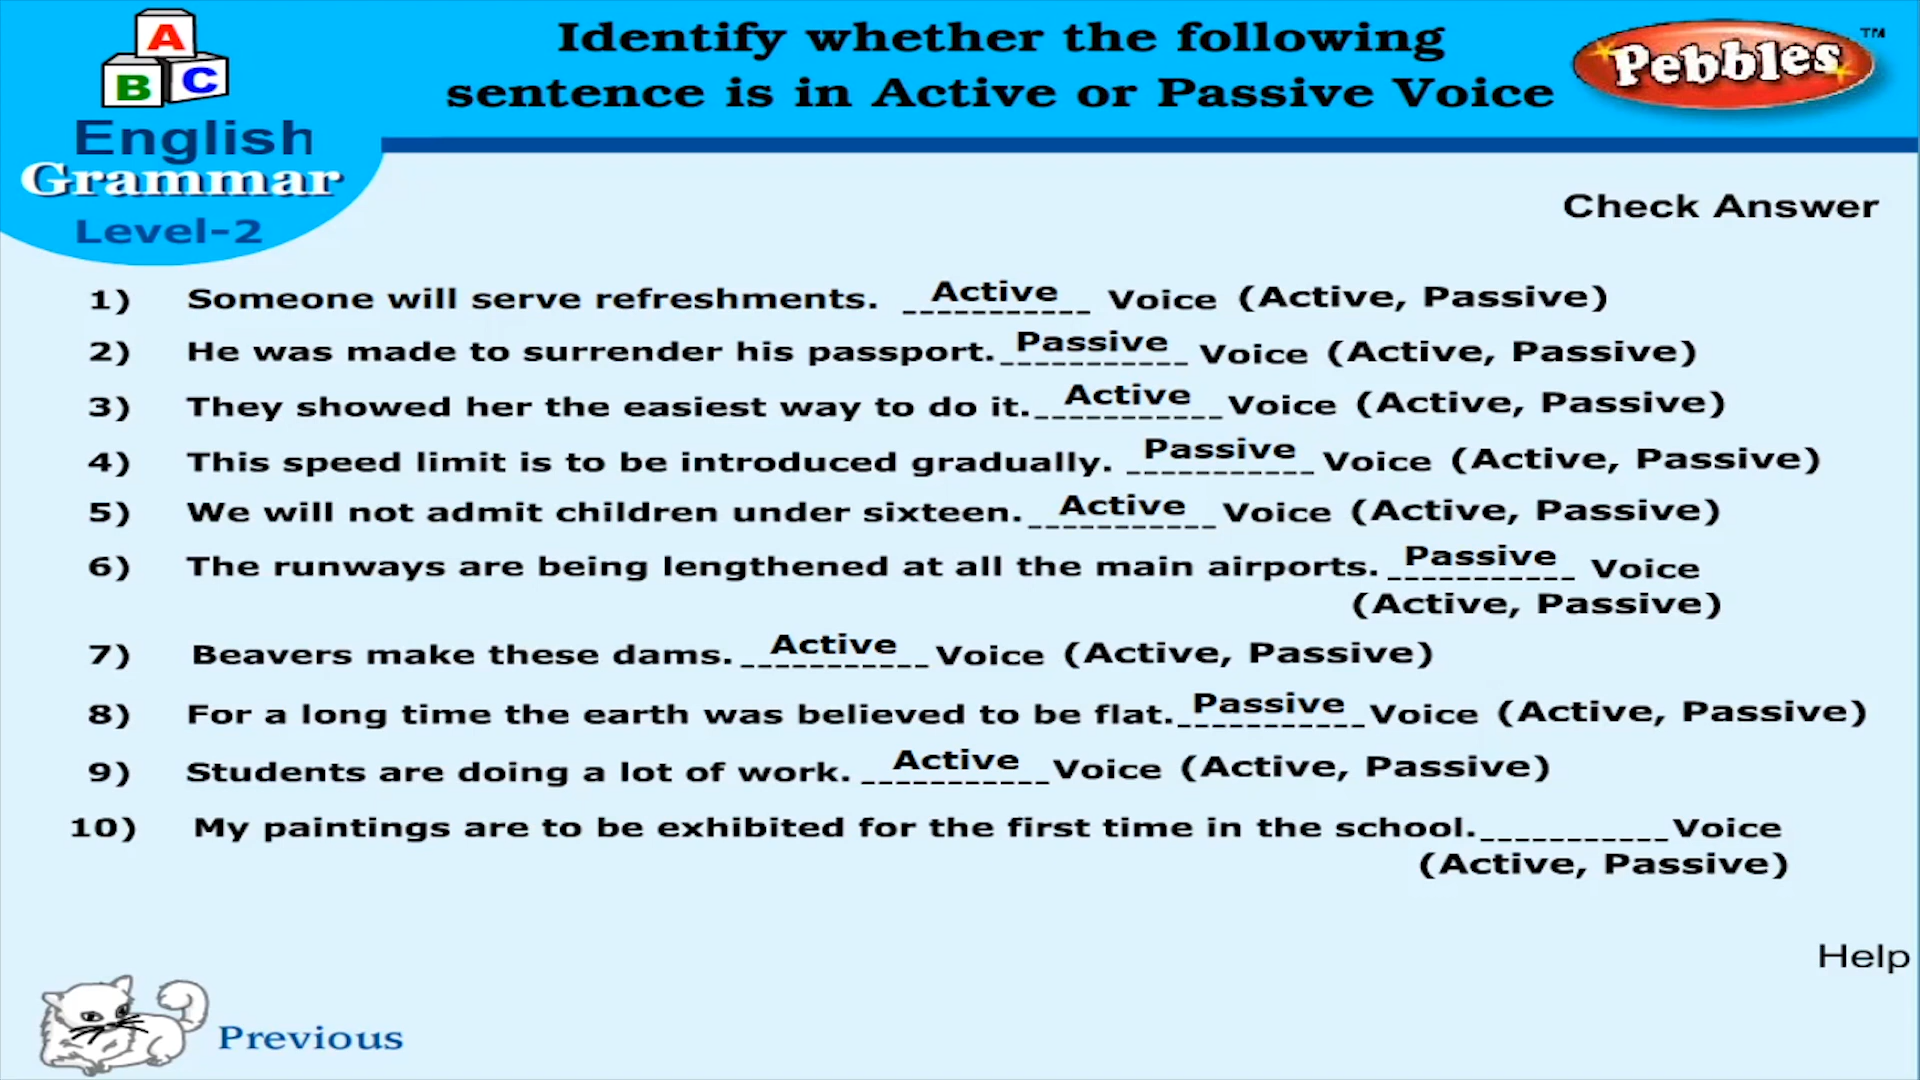 A
B C
English
Grammar
Level-2
Identify whether the following
sentence is in Active or Passive Voice
Pebbles TM
Check Answer
1) Someone will serve refreshments. Active Voice (Active, Passive)
2) He was made to surrender his passport. Passive Voice (Active, Passive)
3) They showed her the easiest way to do it. Active Voice (Active, Passive)
4) This speed limit is to be introduced gradually. Passive Voice (Active, Passive)
5) We will not admit children under sixteen. Active Voice (Active, Passive)
6) The runways are being lengthened at all the main airports. Passive Voice
(Active, Passive)
7) Beavers make these dams. Active Voice (Active, Passive)
8) For a long time the earth was believed to be flat. Passive Voice (Active, Passive)
9) Students are doing a lot of work. Active Voice (Active, Passive)
10) My paintings are to be exhibited for the first time in the school.___________Voice
(Active, Passive)
Help
Previous